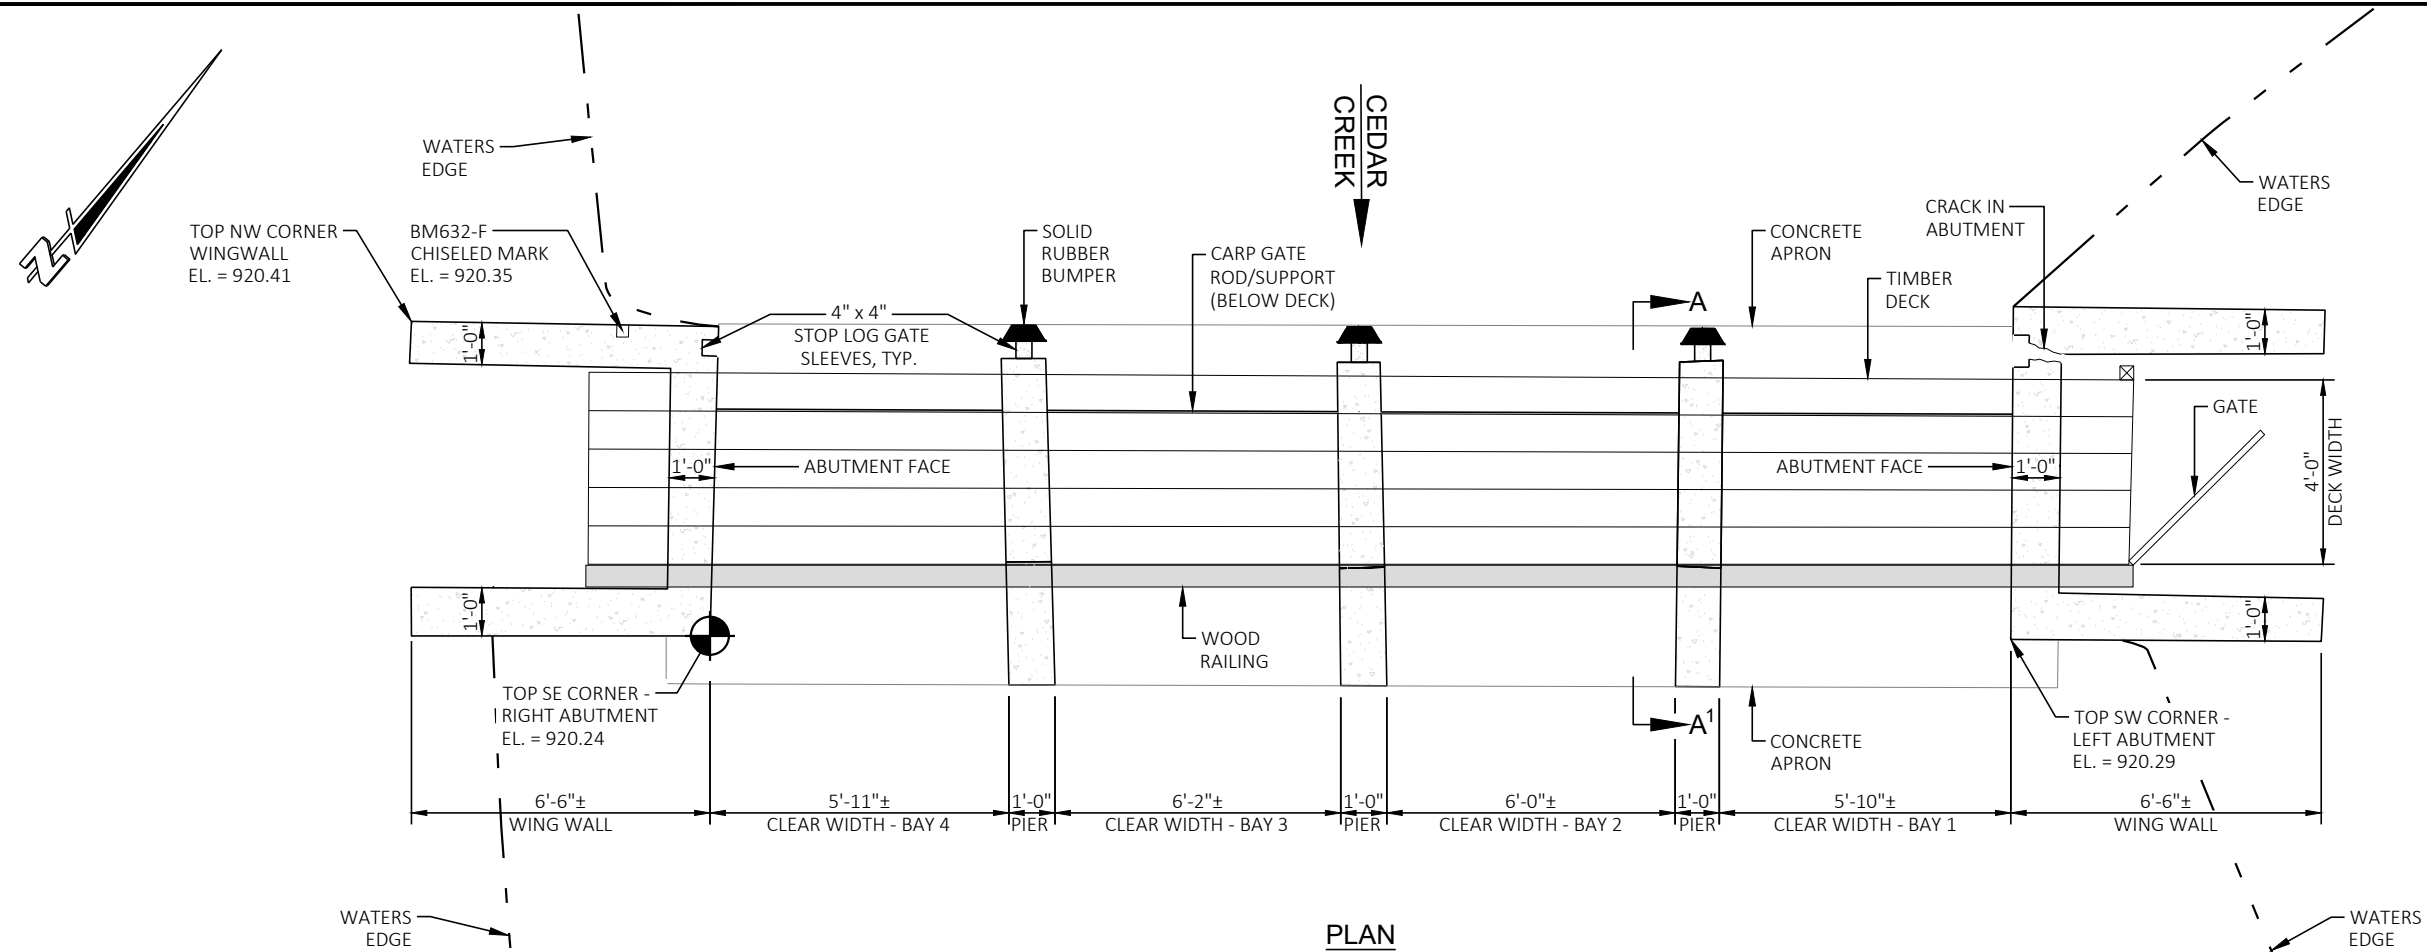 CEDAR
CREEK
WATERS
EDGE
N
TOP NW CORNER
WINGWALL
EL. = 920.41
BM632-F
CHISELED MARK
EL. = 920.35
SOLID
RUBBER
BUMPER
CARP GATE
ROD/SUPPORT
(BELOW DECK)
CONCRETE
APRON
CRACK IN
ABUTMENT
WATERS
EDGE
TIMBER
DECK
A
4" x 4"
STOP LOG GATE
SLEEVES, TYP.
1'-0"
1'-0"
GATE
1'-0"
ABUTMENT FACE
ABUTMENT FACE
1'-0"
4'-0"
DECK WIDTH
1'-0"
1'-0"
WOOD
RAILING
TOP SE CORNER -
RIGHT ABUTMENT
EL. = 920.24
A1
CONCRETE
APRON
TOP SW CORNER -
LEFT ABUTMENT
EL. = 920.29
6'-6"±
WING WALL
5'-11"±
CLEAR WIDTH - BAY 4
1'-0"
PIER
6'-2"±
CLEAR WIDTH - BAY 3
1'-0"
PIER
6'-0"±
CLEAR WIDTH - BAY 2
1'-0"
PIER
5'-10"±
CLEAR WIDTH - BAY 1
6'-6"±
WING WALL
WATERS
EDGE
PLAN
WATERS
EDGE